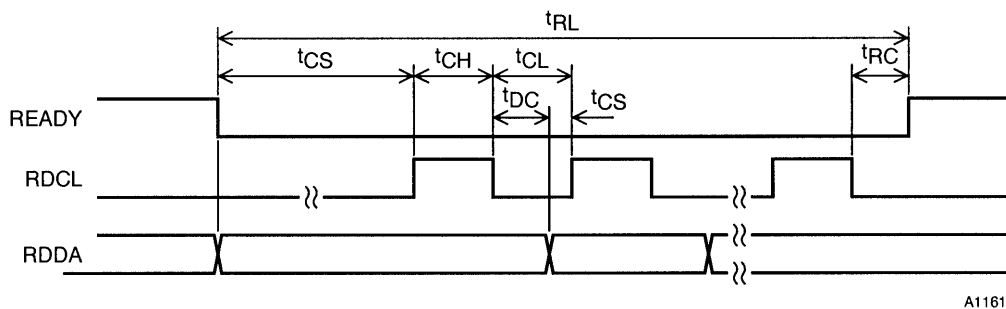 tRL
tCS tCH tCL tRC
tDC tCS
READY
RDCL
RDDA
A1161